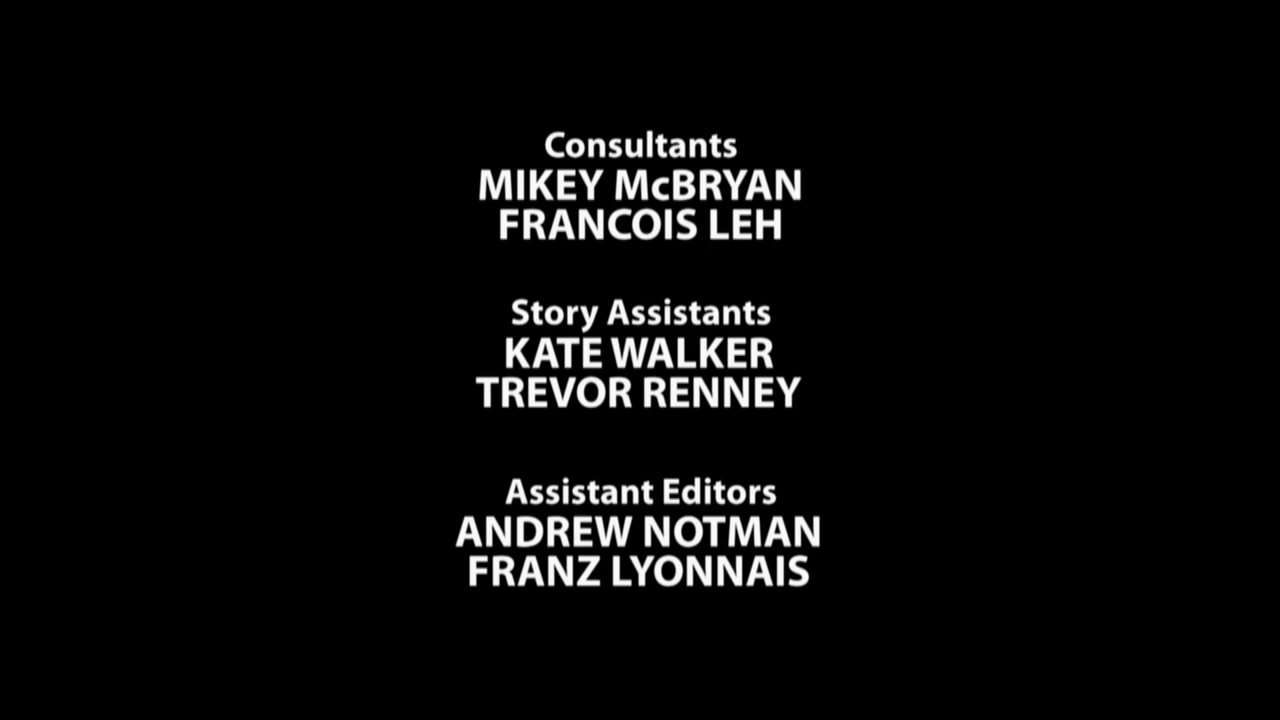 Consultants
MIKEY McBRYAN
FRANCOIS LEH
Story Assistants
KATE WALKER
TREVOR RENNEY
Assistant Editors
ANDREW NOTMAN
FRANZ LYONNAIS